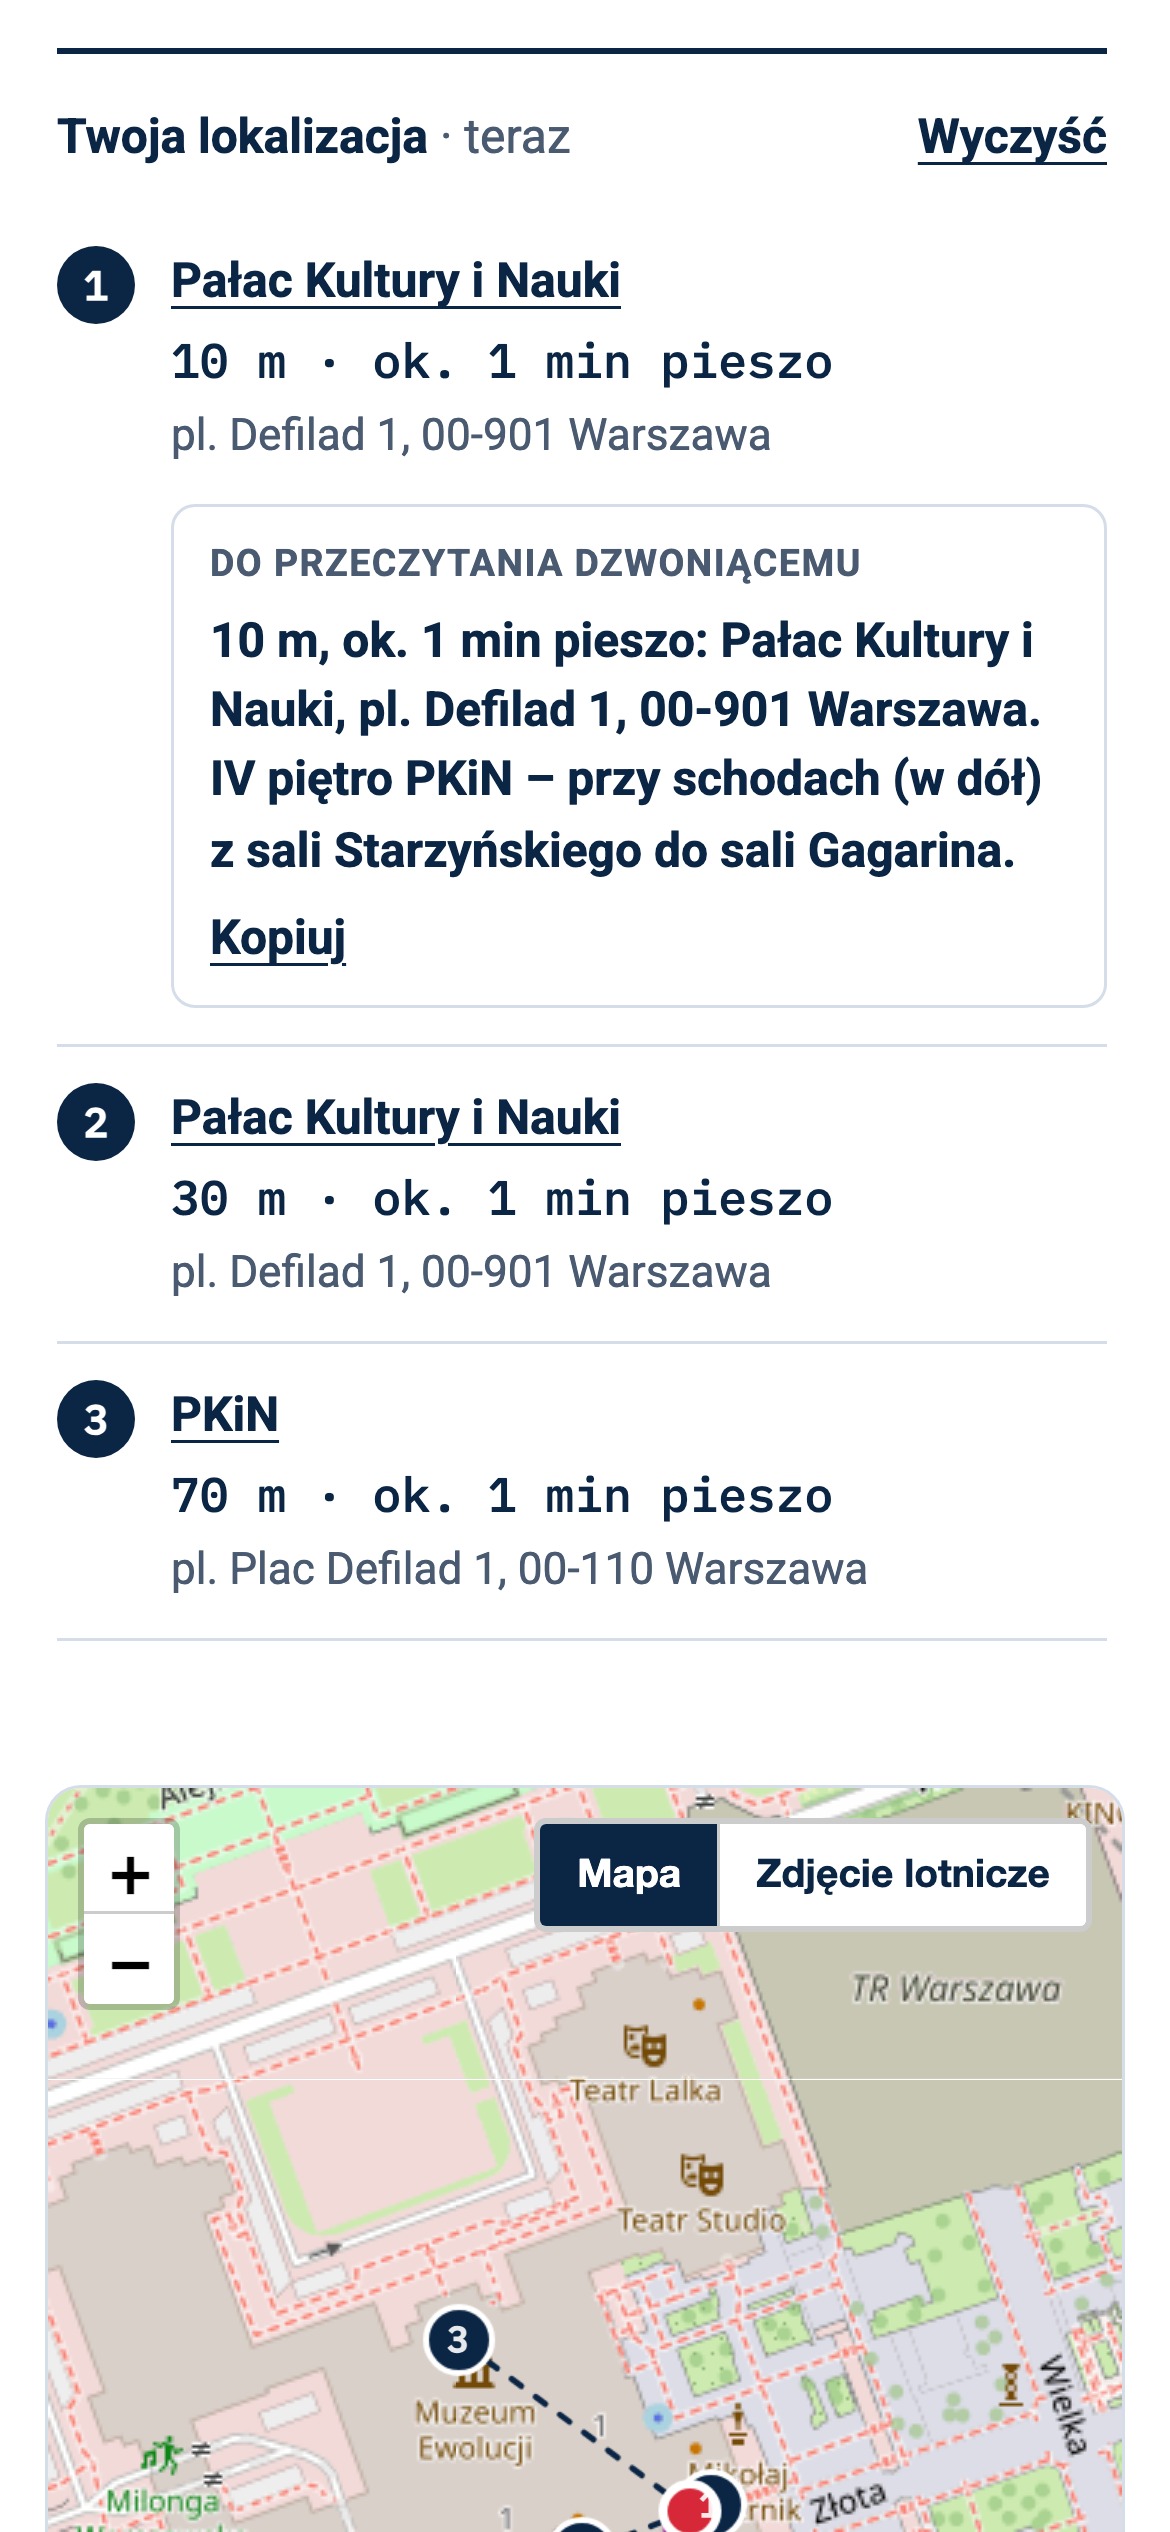 Twoja lokalizacja · teraz
Wyczyść
1
Pałac Kultury i Nauki
10 m · ok. 1 min pieszo
pl. Defilad 1, 00-901 Warszawa
DO PRZECZYTANIA DZWONIĄCEMU
10 m, ok. 1 min pieszo: Pałac Kultury i
Nauki, pl. Defilad 1, 00-901 Warszawa.
IV piętro PKiN – przy schodach (w dół)
z sali Starzyńskiego do sali Gagarina.
Kopiuj
2
Pałac Kultury i Nauki
30 m · ok. 1 min pieszo
pl. Defilad 1, 00-901 Warszawa
3
PKiN
70 m · ok. 1 min pieszo
pl. Plac Defilad 1, 00-110 Warszawa
+
−
Mapa
Zdjęcie lotnicze
TR Warszawa
Teatr Lalka
Teatr Studio
3
Muzeum
Ewolucji
1
Wielka
Milonga
1
Złota
1